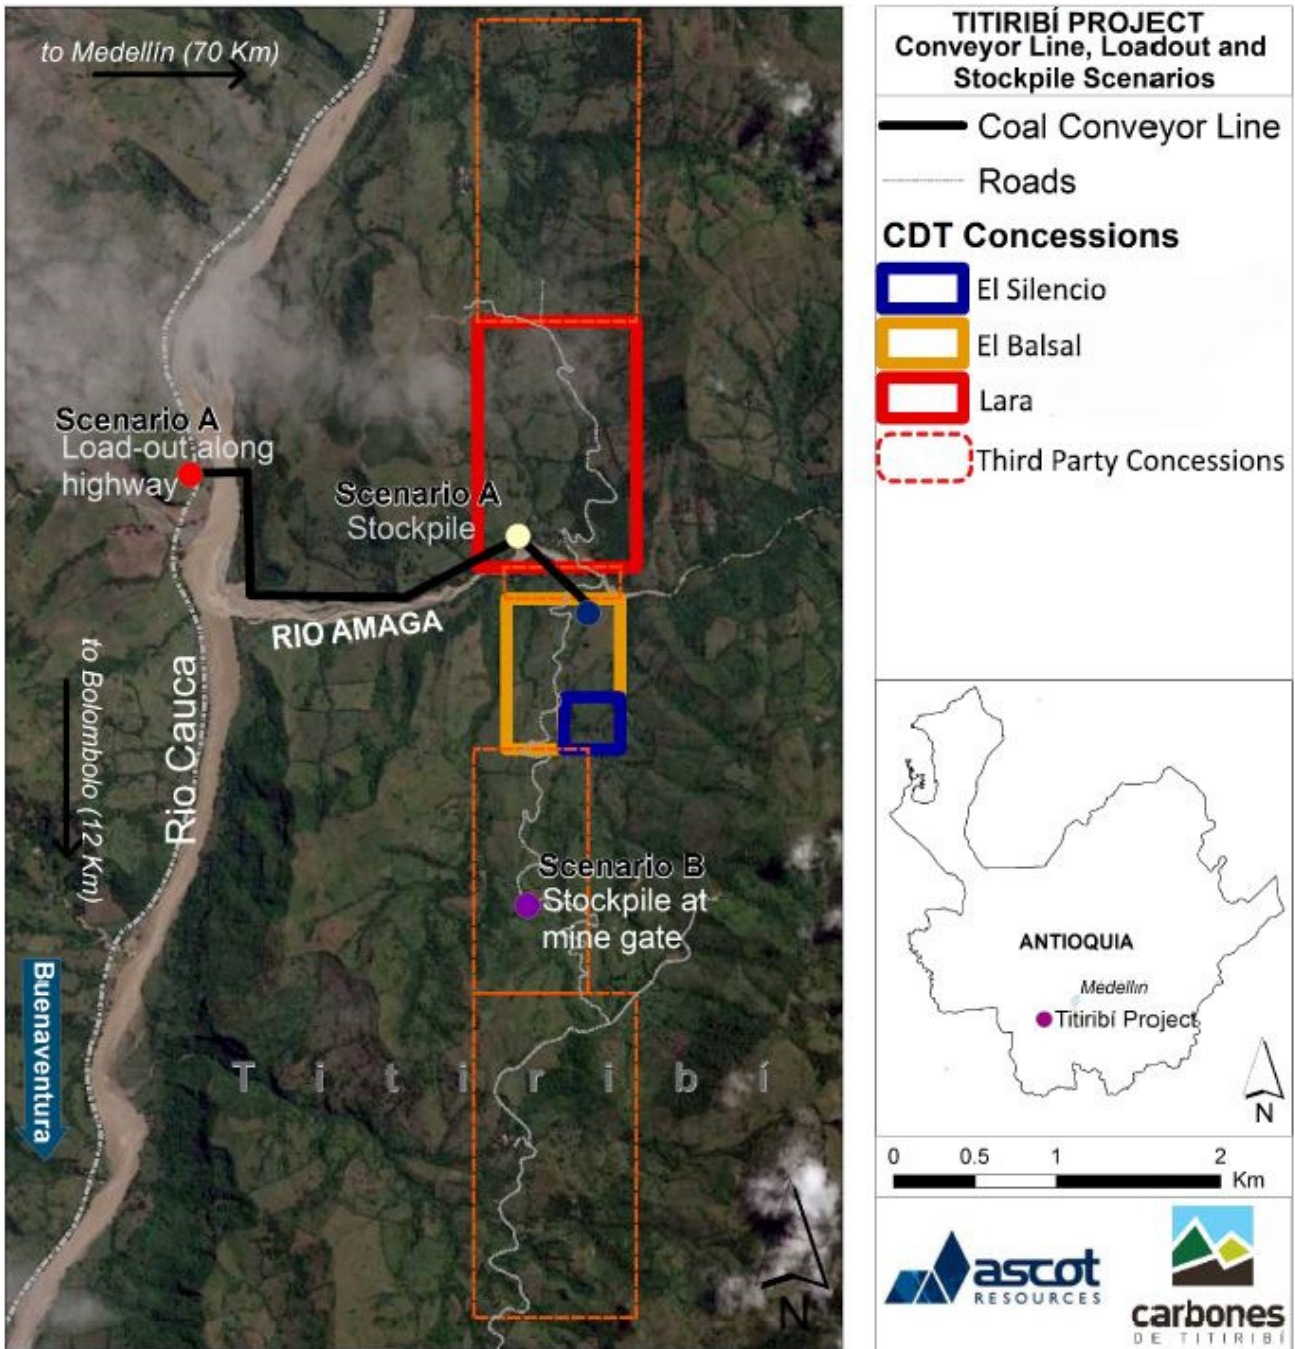 to Medellín (70 Km)
Scenario A
Load-out along
highway
Scenario A
Stockpile
RIO AMAGA
Rio Cauca
to Bolombolo (12 Km)
Scenario B
Stockpile at
mine gate
Buenaventura
Titiribí
N
TITIRIBÍ PROJECT
Conveyor Line, Loadout and
Stockpile Scenarios
Coal Conveyor Line
Roads
CDT Concessions
El Silencio
El Balsal
Lara
Third Party Concessions
ANTIOQUIA
Medellín
Titiribí Project
N
0 0.5 1 2
Km
ascot
RESOURCES
carbones
DE TITIRIBÍ